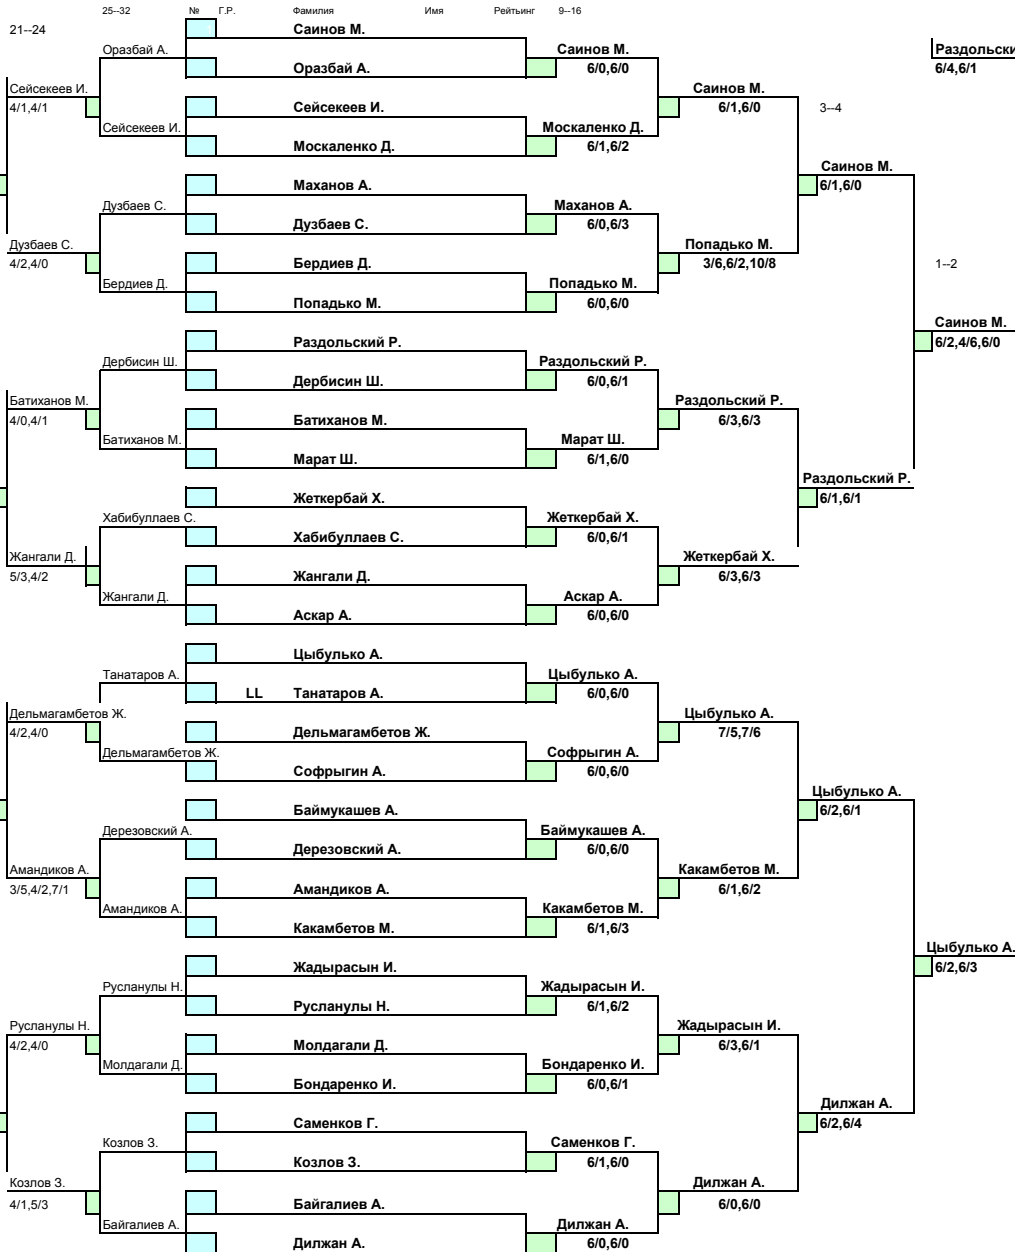 25--32 № Г.Р. Фамилия Имя Рейтьинг 9--16
21--24 Саинов М.
Оразбай А. Саинов М. Раздольски
Оразбай А. 6/0,6/0 6/4,6/1
Сейсекеев И. Саинов М.
4/1,4/1 Сейсекеев И. 6/1,6/0 3--4
Сейсекеев И. Москаленко Д.
Москаленко Д. 6/1,6/2
Саинов М.
Маханов А. 6/1,6/0
Дузбаев С. Маханов А.
Дузбаев С. 6/0,6/3
Дузбаев С. Попадько М.
4/2,4/0 Бердиев Д. 3/6,6/2,10/8 1--2
Бердиев Д. Попадько М.
Попадько М. 6/0,6/0
Саинов М.
Раздольский Р. 6/2,4/6,6/0
Дербисин Ш. Раздольский Р.
Дербисин Ш. 6/0,6/1
Батиханов М. Раздольский Р.
4/0,4/1 Батиханов М. 6/3,6/3
Батиханов М. Марат Ш.
Марат Ш. 6/1,6/0
Раздольский Р.
Жеткербай Х. 6/1,6/1
Хабибуллаев С. Жеткербай Х.
Хабибуллаев С. 6/0,6/1
Жангали Д. Жеткербай Х.
5/3,4/2 Жангали Д. 6/3,6/3
Жангали Д. Аскар А.
Аскар А. 6/0,6/0
Цыбулько А.
Танатаров А. Цыбулько А.
LL Танатаров А. 6/0,6/0
Дельмагамбетов Ж. Цыбулько А.
4/2,4/0 Дельмагамбетов Ж. 7/5,7/6
Дельмагамбетов Ж. Софрыгин А.
Софрыгин А. 6/0,6/0
Цыбулько А.
Баймукашев А. 6/2,6/1
Дерезовский А. Баймукашев А.
Дерезовский А. 6/0,6/0
Амандиков А. Какамбетов М.
3/5,4/2,7/1 Амандиков А. 6/1,6/2
Амандиков А. Какамбетов М.
Какамбетов М. 6/1,6/3
Цыбулько А.
Жадырасын И. 6/2,6/3
Русланулы Н. Жадырасын И.
Русланулы Н. 6/1,6/2
Русланулы Н. Жадырасын И.
4/2,4/0 Молдагали Д. 6/3,6/1
Молдагали Д. Бондаренко И.
Бондаренко И. 6/0,6/1
Дилжан А.
Саменков Г. 6/2,6/4
Козлов З. Саменков Г.
Козлов З. 6/1,6/0
Козлов З. Дилжан А.
4/1,5/3 Байгалиев А. 6/0,6/0
Байгалиев А. Дилжан А.
Дилжан А. 6/0,6/0